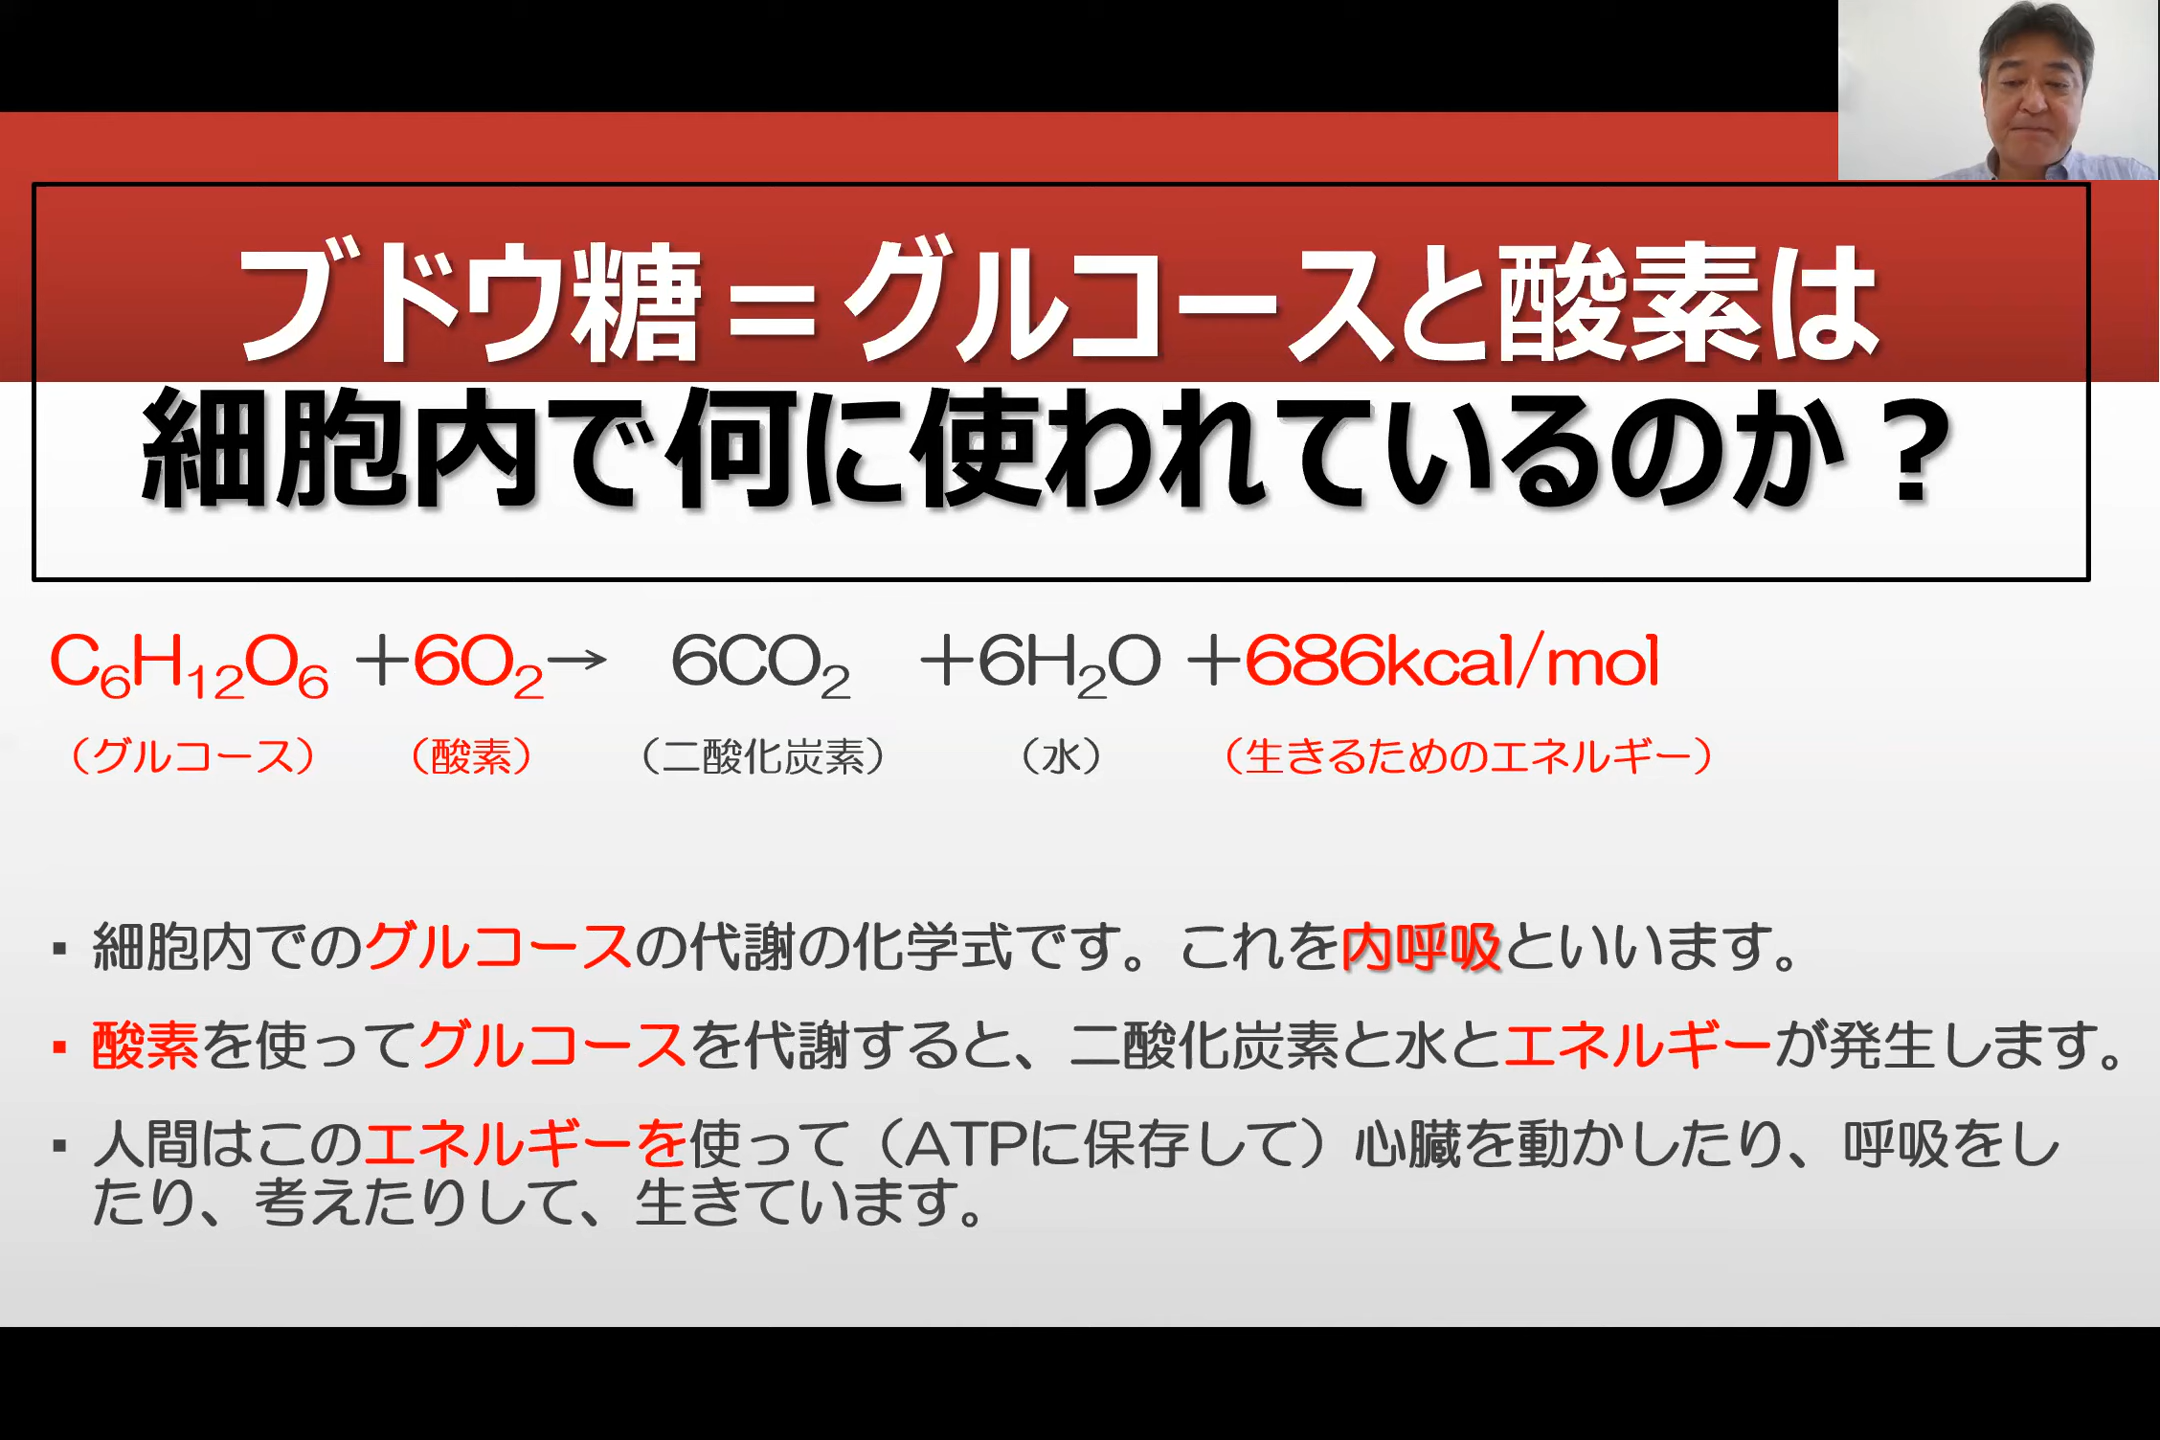 ブドウ糖＝グルコースと酸素は
細胞内で何に使われているのか？
C₆H₁₂O₆ ＋6O₂→ 6CO₂ ＋6H₂O ＋686kcal/mol
（グルコース） （酸素） （二酸化炭素） （水） （生きるためのエネルギー）
▪ 細胞内でのグルコースの代謝の化学式です。これを内呼吸といいます。
▪ 酸素を使ってグルコースを代謝すると、二酸化炭素と水とエネルギーが発生します。
▪ 人間はこのエネルギーを使って（ATPに保存して）心臓を動かしたり、呼吸をし
たり、考えたりして、生きています。